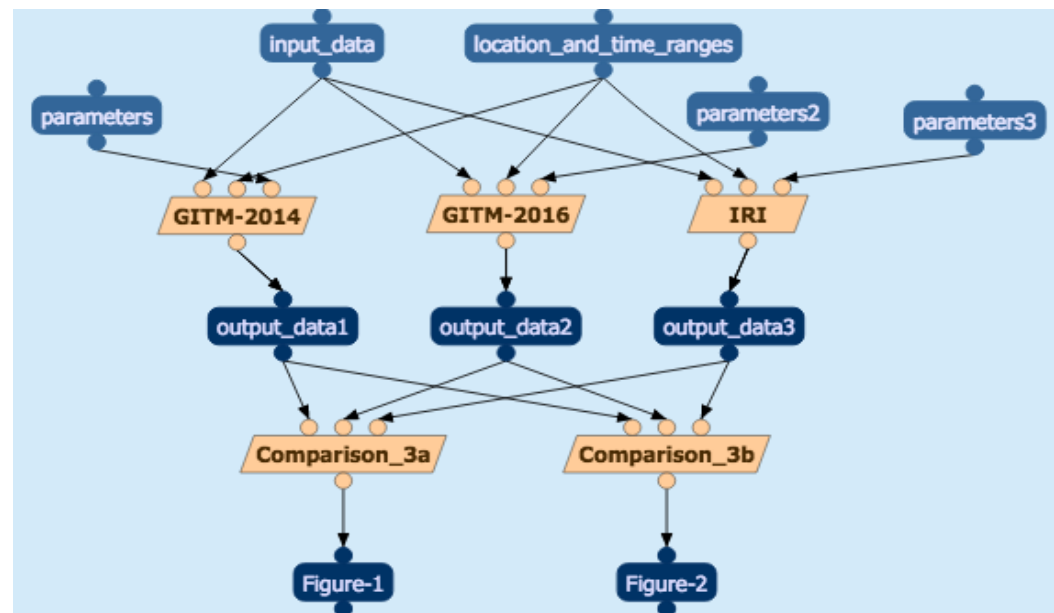 input_data
location_and_time_ranges
parameters
parameters2
parameters3
GITM-2014
GITM-2016
IRI
output_data1
output_data2
output_data3
Comparison_3a
Comparison_3b
Figure-1
Figure-2